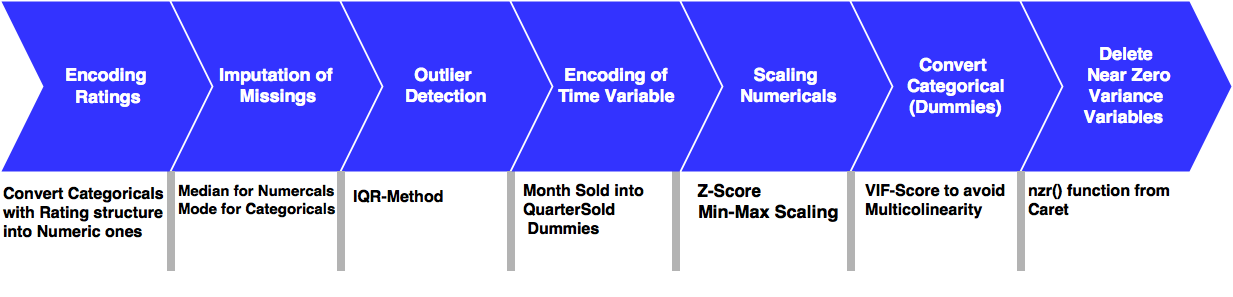 Encoding
Ratings
Imputation of
Missings
Outlier
Detection
Encoding of
Time Variable
Scaling
Numericals
Convert
Categorical
(Dummies)
Delete
Near Zero
Variance
Variables
Convert Categoricals
with Rating structure
into Numeric ones
Median for Numercals
Mode for Categoricals
IQR-Method
Month Sold into
QuarterSold
Dummies
Z-Score
Min-Max Scaling
VIF-Score to avoid
Multicolinearity
nzr() function from
Caret